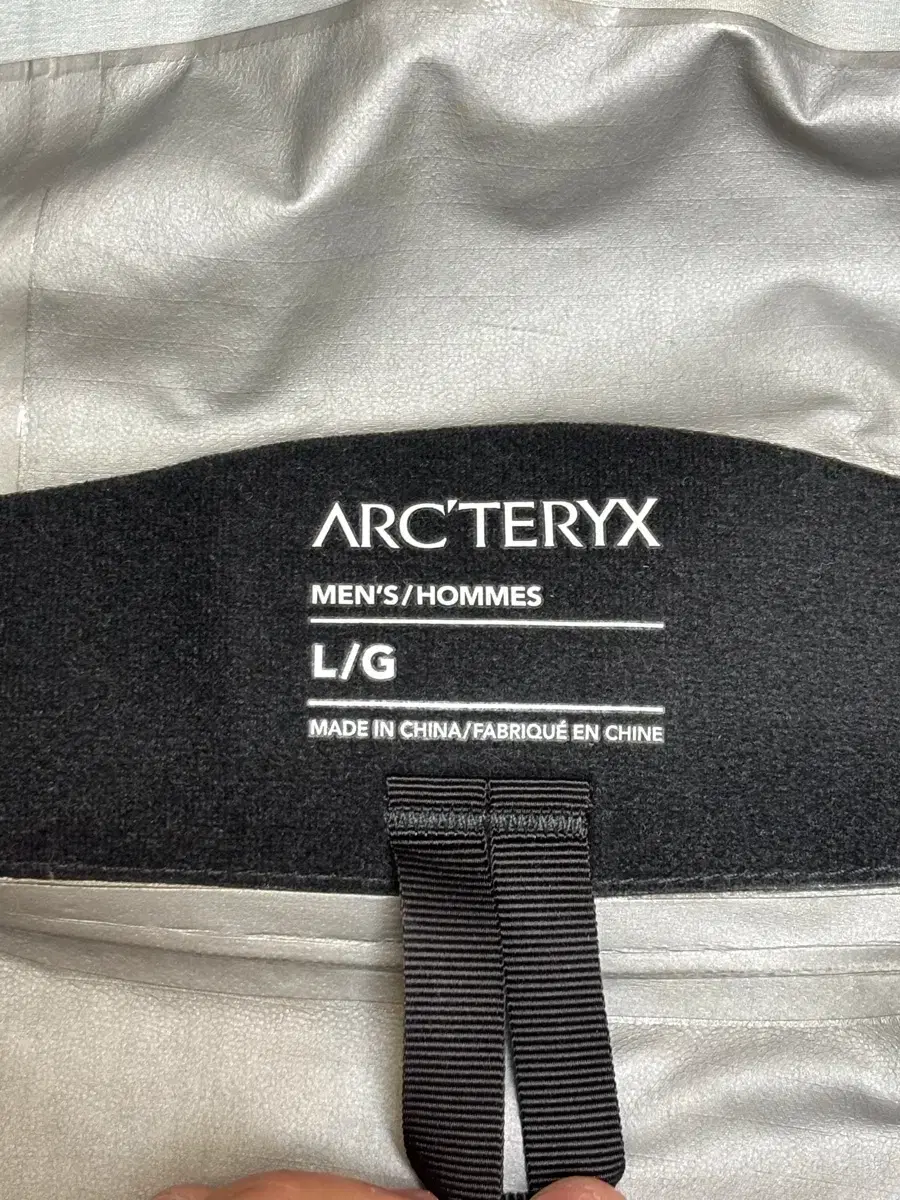 ARC'TERYX
MEN'S/HOMMES
L/G
MADE IN CHINA/FABRIQUÉ EN CHINE